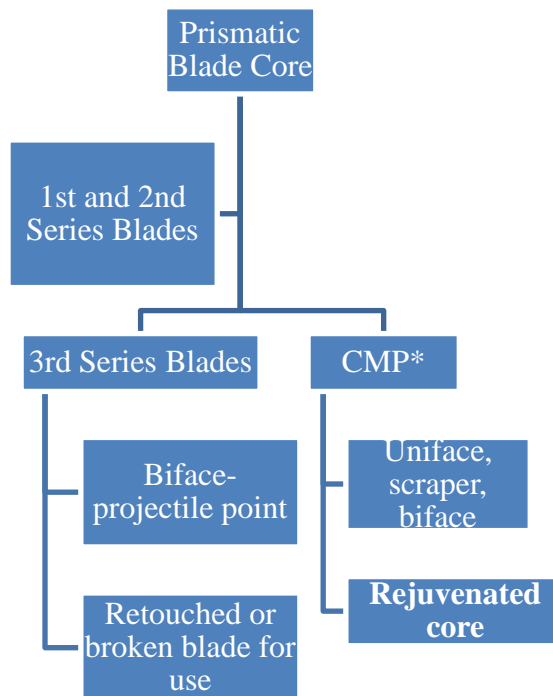 Prismatic
Blade Core
1st and 2nd
Series Blades
3rd Series Blades
CMP*
Biface-
projectile point
Uniface,
scraper,
biface
Retouched or
broken blade for
use
Rejuvenated
core